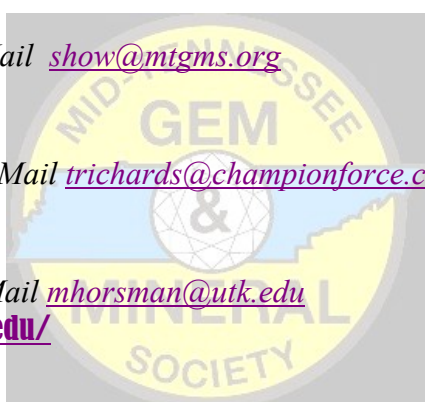 ail show@mtgms.org
MID-TENNESSEE
GEM
Mail trichards@championforce.c
&
Mail mhorsman@utk.edu
MINERAL
edu/
SOCIETY